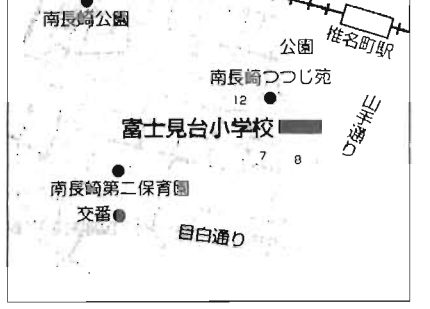 南長崎公園
椎名町駅
公園
南長崎つつじ苑
12
山手通り
富士見台小学校
7
8
南長崎第二保育園
交番
目白通り